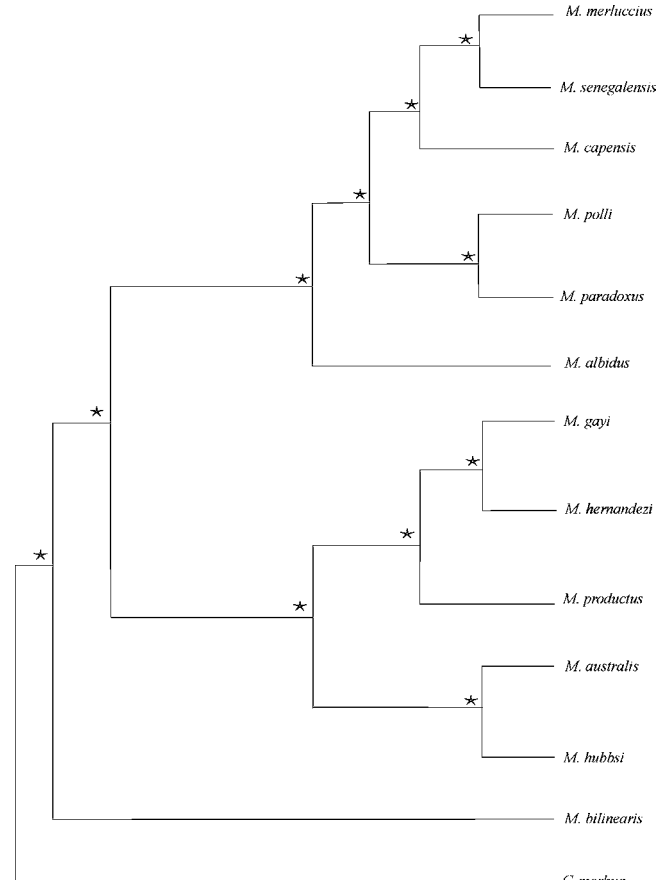 M. merluccius
M. senegalensis
M. capensis
M. polli
M. paradoxus
M. albidus
M. gayi
M. hernandezi
M. productus
M. australis
M. hubbsi
M. bilinearis